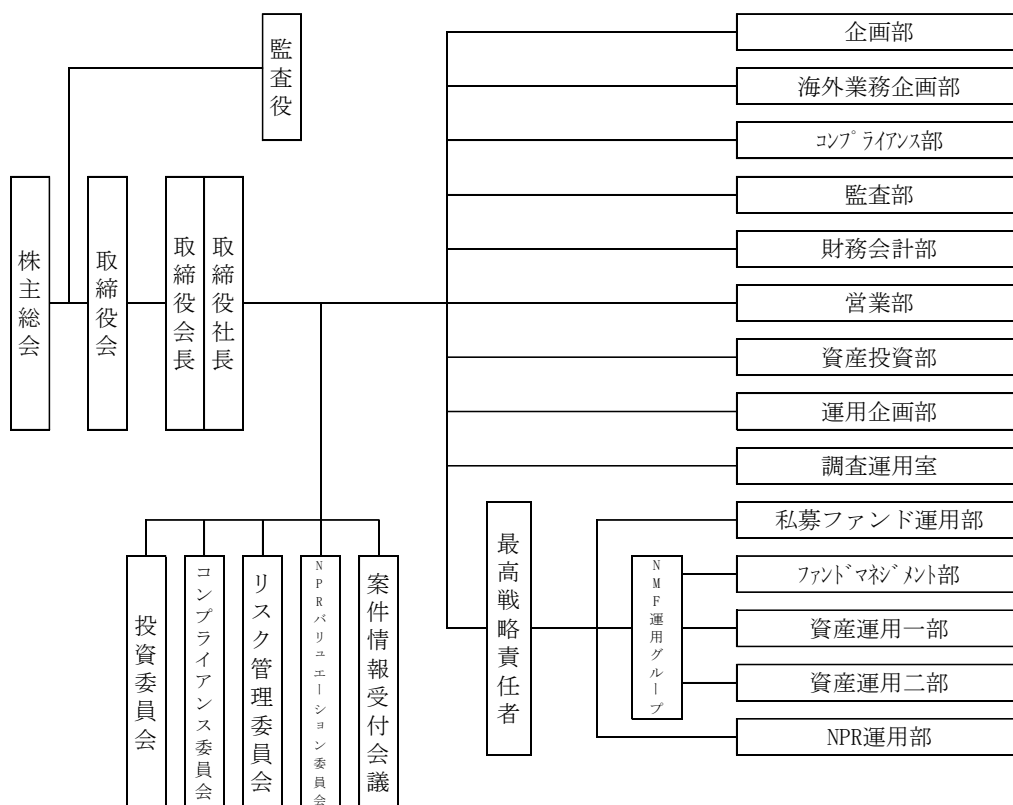 監査役
株主総会
取締役会
取締役会長
取締役社長
企画部
海外業務企画部
コンプライアンス部
監査部
財務会計部
営業部
資産投資部
運用企画部
調査運用室
最高戦略責任者
私募ファンド運用部
NMF運用グループ
ファンドマネジメント部
資産運用一部
資産運用二部
NPR運用部
投資委員会
コンプライアンス委員会
リスク管理委員会
NPRバリュエーション委員会
案件情報受付会議